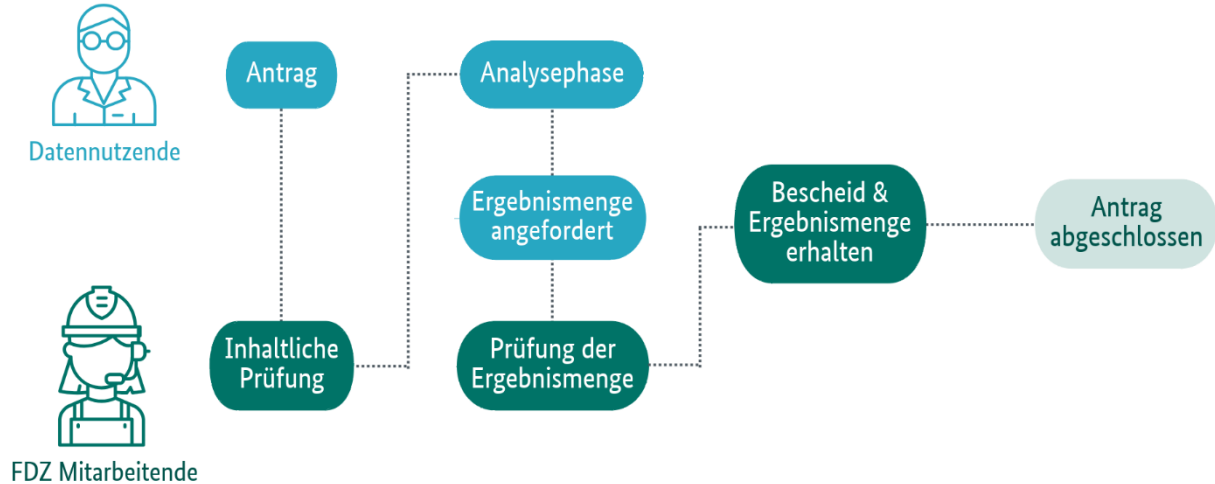 Datennutzende
Antrag
Inhaltliche
Prüfung
Analysephase
Ergebnismenge
angefordert
Prüfung der
Ergebnismenge
Bescheid &
Ergebnismenge
erhalten
Antrag
abgeschlossen
FDZ Mitarbeitende